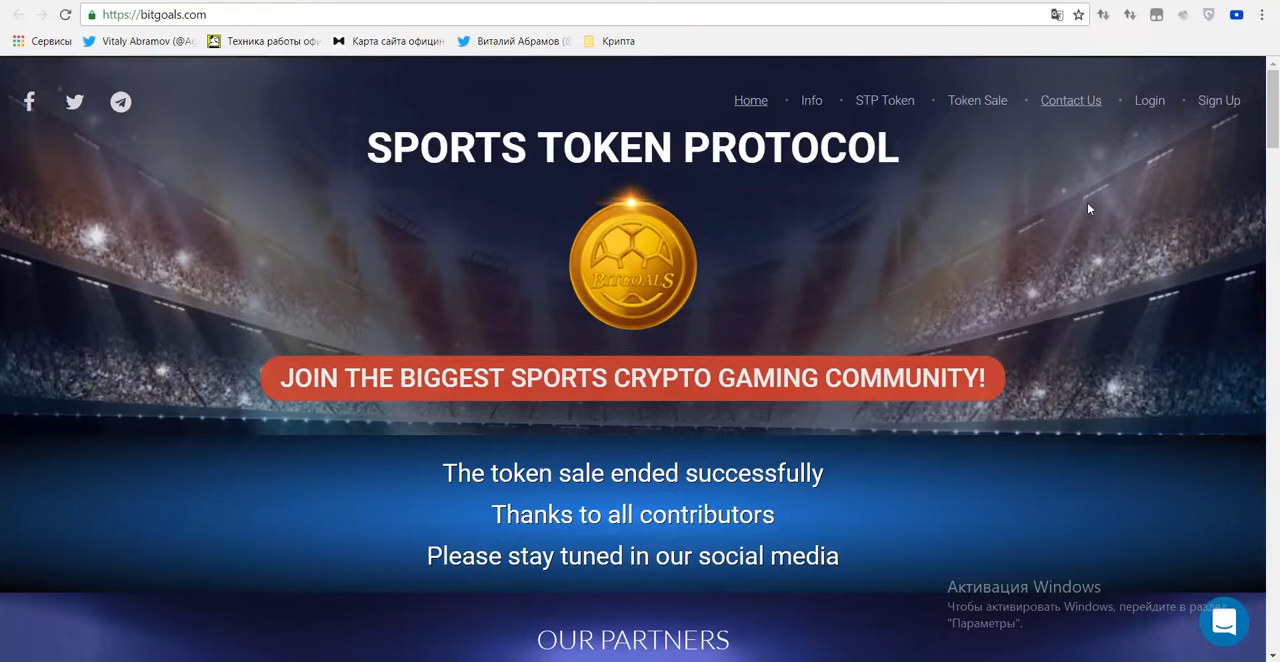 https://bitgoals.com
Сервисы
Vitaly Abramov (@Ag
Техника работы офи
Карта сайта официн
Виталий Абрамов (@
Крипта
Home • Info • STP Token • Token Sale • Contact Us • Login • Sign Up
SPORTS TOKEN PROTOCOL
BITGOALS
JOIN THE BIGGEST SPORTS CRYPTO GAMING COMMUNITY!
The token sale ended successfully
Thanks to all contributors
Please stay tuned in our social media
Активация Windows
Чтобы активировать Windows, перейдите в раздел
"Параметры".
OUR PARTNERS